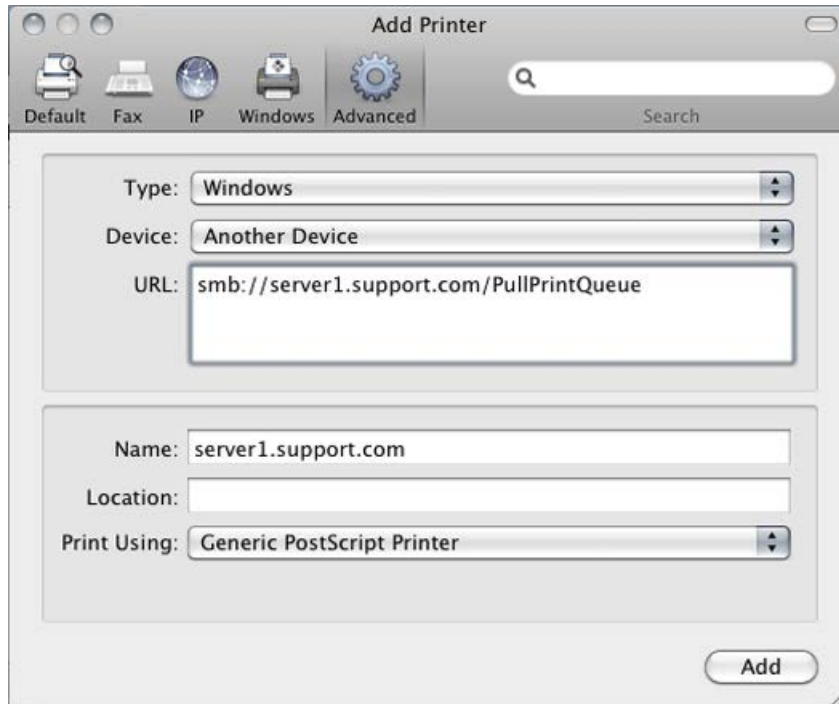 Add Printer
Default Fax IP Windows Advanced Search
Type: Windows
Device: Another Device
URL: smb://server1.support.com/PullPrintQueue
Name: server1.support.com
Location:
Print Using: Generic PostScript Printer
Add